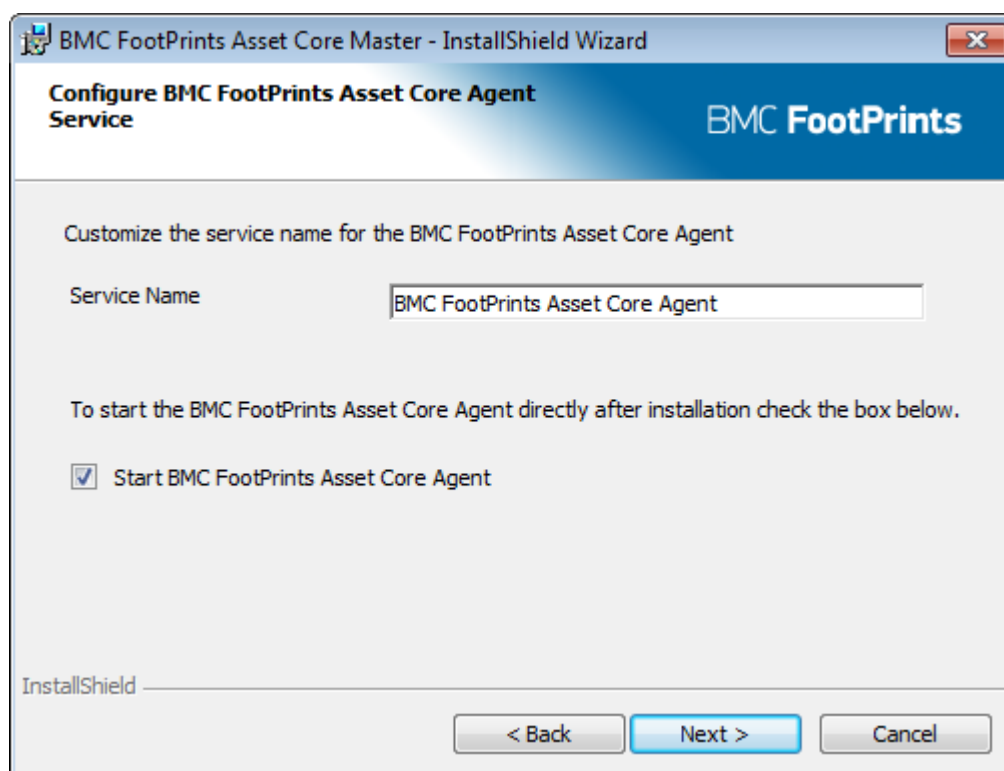 BMC FootPrints Asset Core Master - InstallShield Wizard
Configure BMC FootPrints Asset Core Agent
Service
BMC FootPrints
Customize the service name for the BMC FootPrints Asset Core Agent
Service Name
BMC FootPrints Asset Core Agent
To start the BMC FootPrints Asset Core Agent directly after installation check the box below.
Start BMC FootPrints Asset Core Agent
InstallShield
< Back
Next >
Cancel